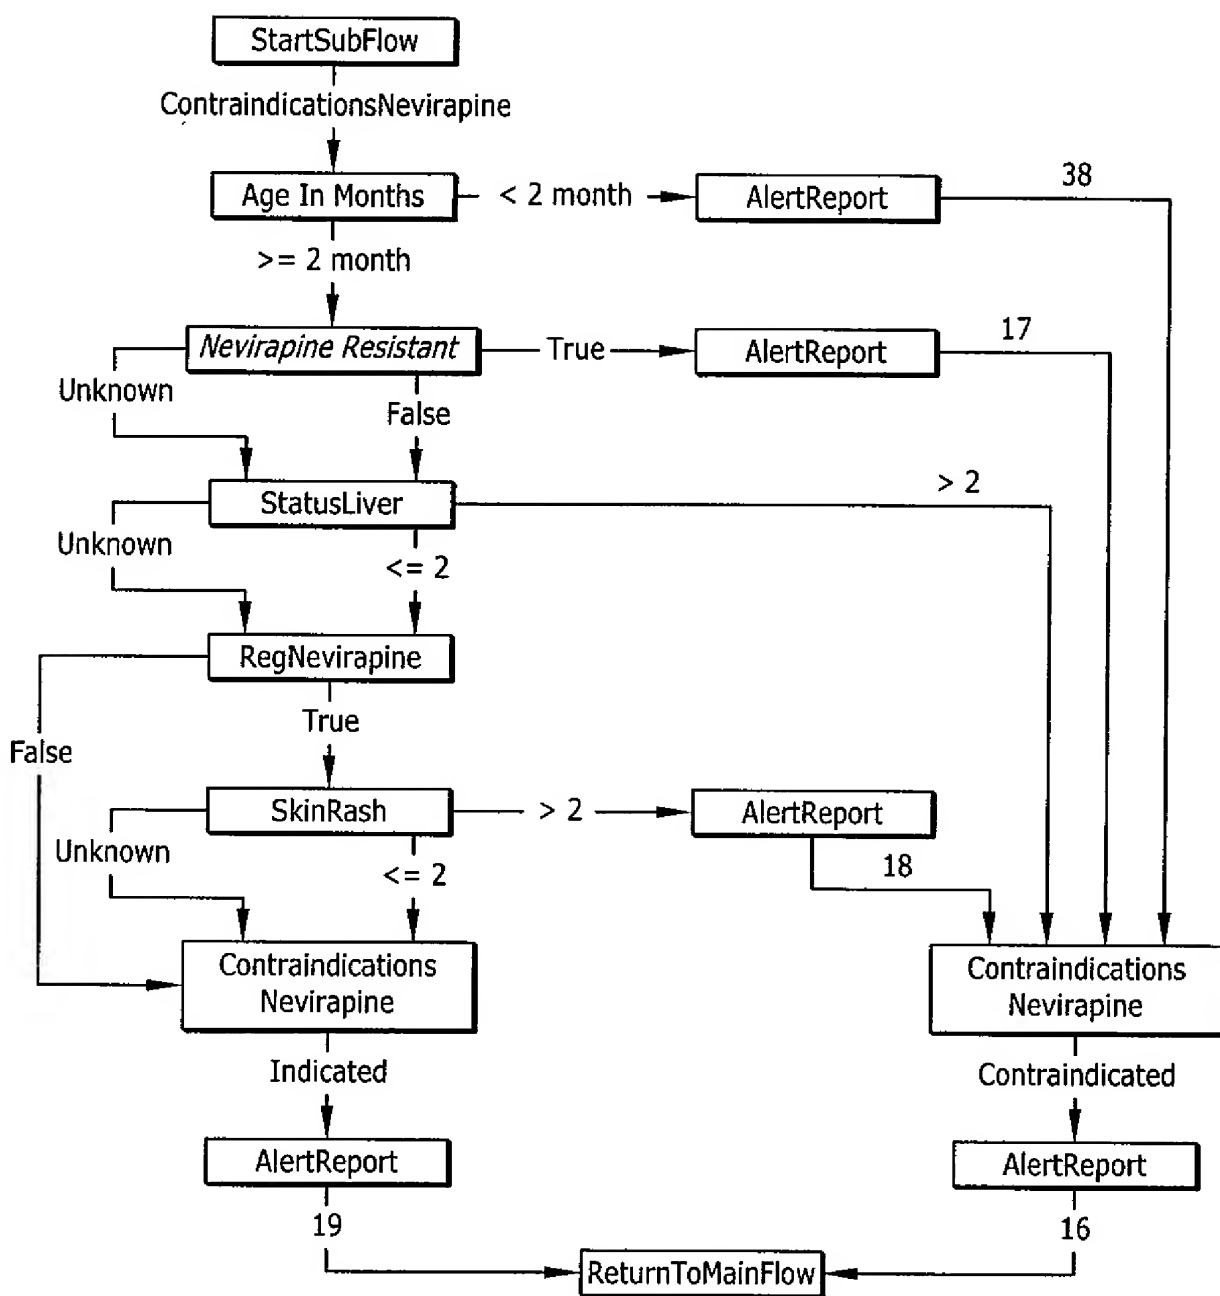 StartSubFlow
ContraindicationsNevirapine
Age In Months
< 2 month
AlertReport
38
>= 2 month
Nevirapine Resistant
True
AlertReport
17
Unknown
False
StatusLiver
> 2
Unknown
<= 2
RegNevirapine
True
False
SkinRash
> 2
AlertReport
Unknown
<= 2
18
Contraindications
Nevirapine
Contraindications
Nevirapine
Indicated
Contraindicated
AlertReport
AlertReport
19
16
ReturnToMainFlow